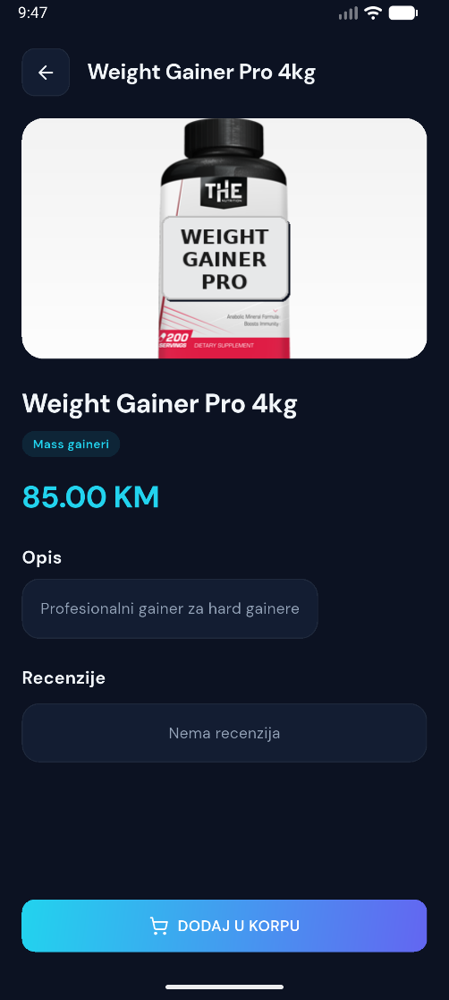 9:47
Weight Gainer Pro 4kg
THE
NUTRITION
WEIGHT
GAINER
PRO
Anabolic Mineral Formula
Boosts Immunity
200
SERVINGS
DIETARY SUPPLEMENT
Weight Gainer Pro 4kg
Mass gaineri
85.00 KM
Opis
Profesionalni gainer za hard gainere
Recenzije
Nema recenzija
DODAJ U KORPU